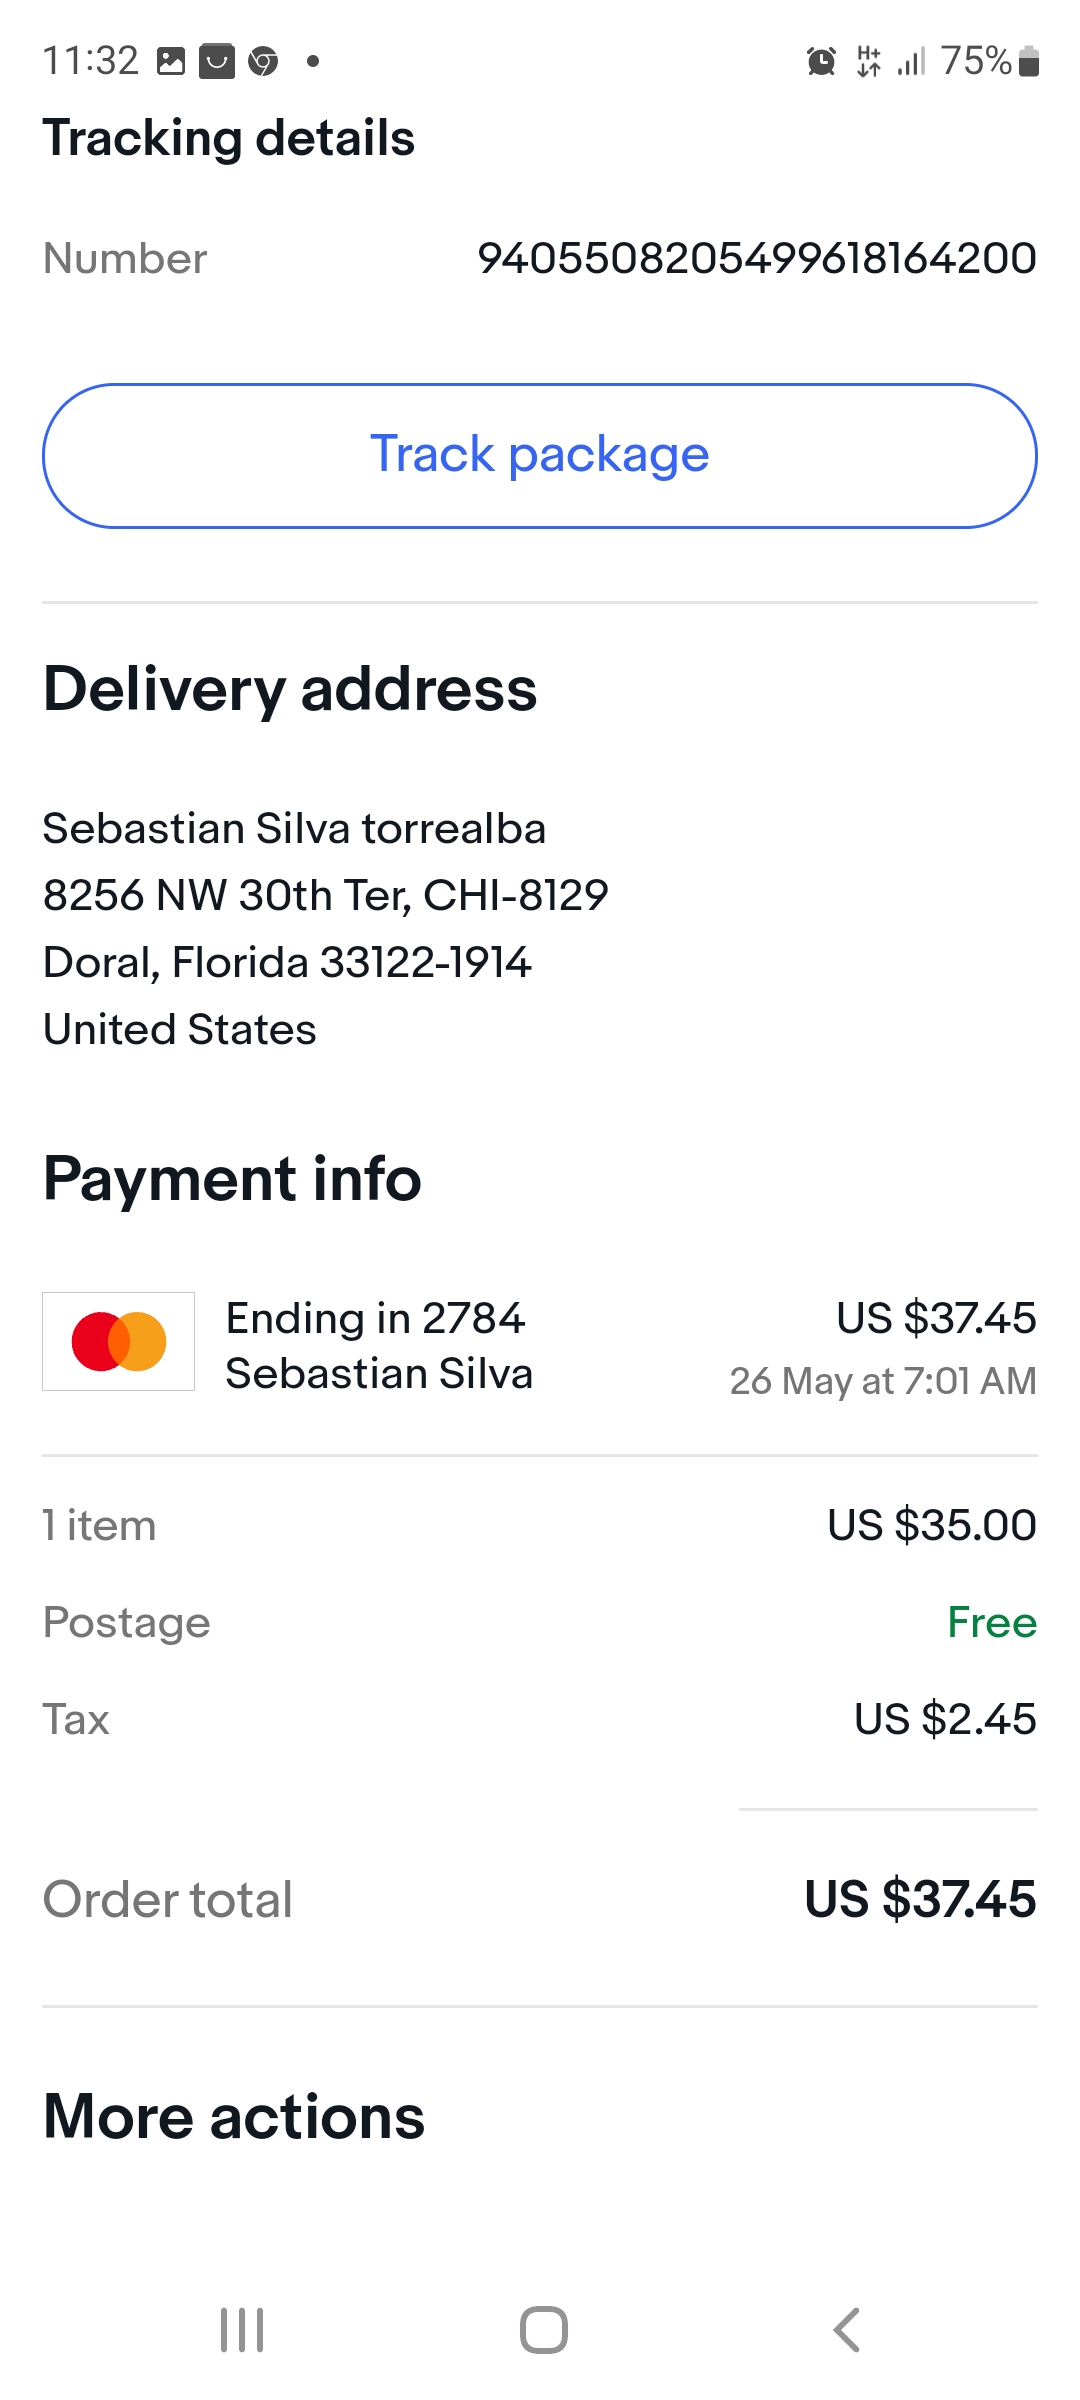 11:32
H+
75%
Tracking details
Number 9405508205499618164200
Track package
Delivery address
Sebastian Silva torrealba
8256 NW 30th Ter, CHI-8129
Doral, Florida 33122-1914
United States
Payment info
Ending in 2784 US $37.45
Sebastian Silva 26 May at 7:01 AM
1 item US $35.00
Postage Free
Tax US $2.45
Order total US $37.45
More actions